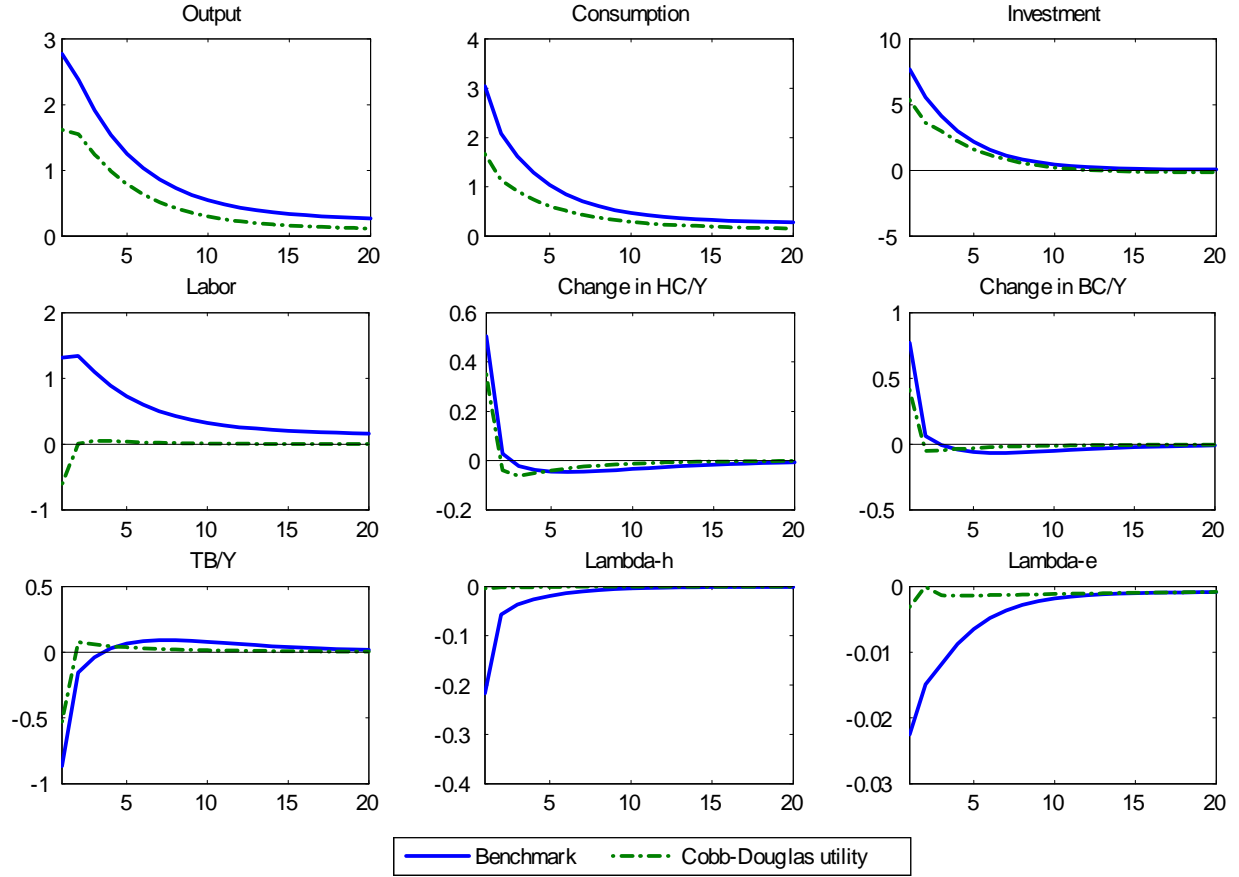 Output
Consumption
Investment
3
2
1
0
5 10 15 20
4
3
2
1
0
5 10 15 20
10
5
0
-5
5 10 15 20
Labor
Change in HC/Y
Change in BC/Y
2
1
0
-1
5 10 15 20
0.6
0.4
0.2
0
-0.2
5 10 15 20
1
0.5
0
-0.5
5 10 15 20
TB/Y
Lambda-h
Lambda-e
0.5
0
-0.5
-1
5 10 15 20
0
-0.1
-0.2
-0.3
-0.4
5 10 15 20
0
-0.01
-0.02
-0.03
5 10 15 20
Benchmark
Cobb-Douglas utility